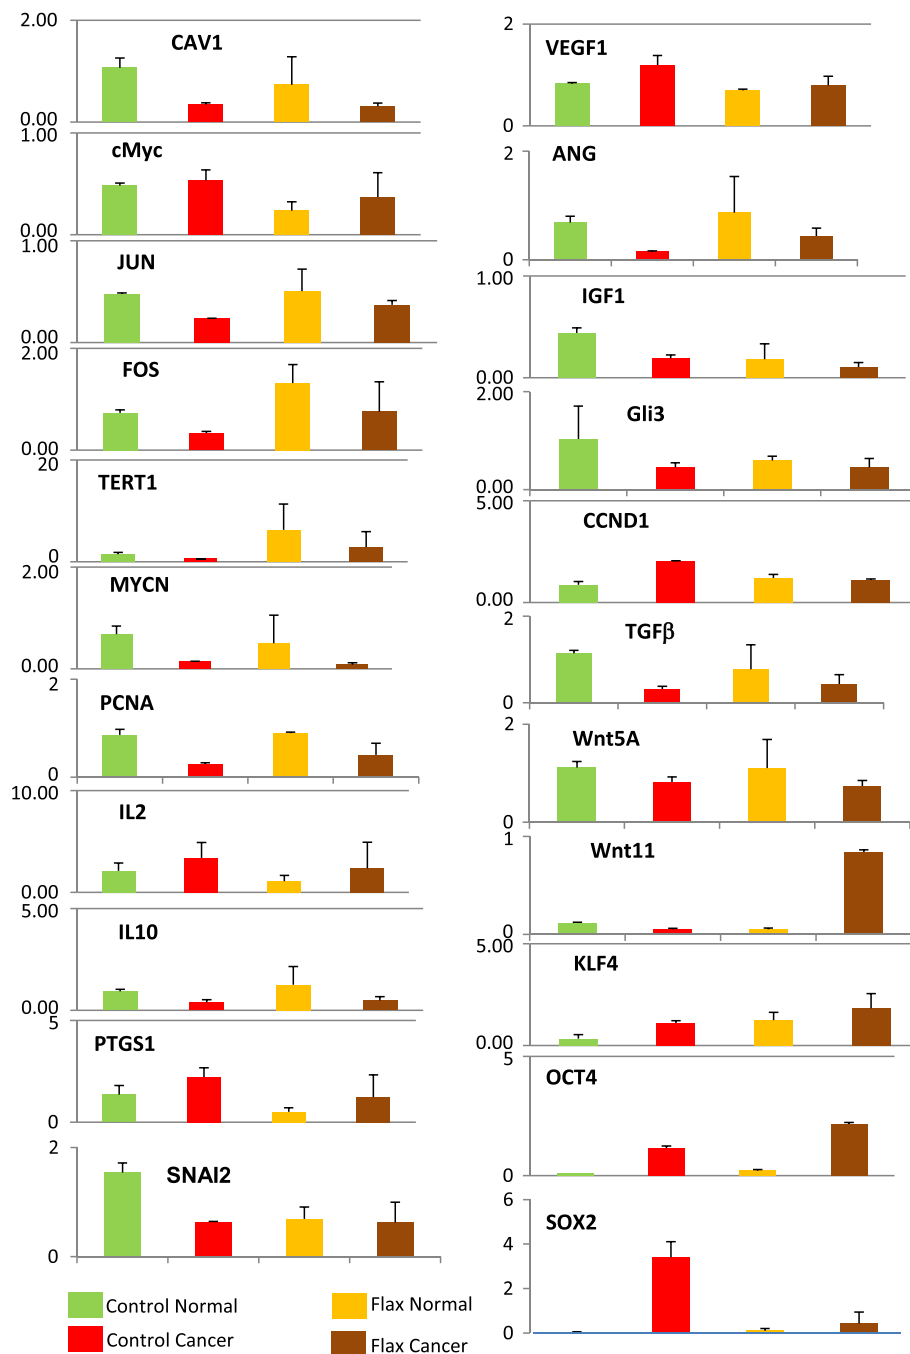 2.00
CAV1
0.00
1.00
cMyc
0.00
1.00
JUN
0.00
2.00
FOS
0.00
20
TERT1
0
2.00
MYCN
0.00
2
PCNA
0
10.00
IL2
0.00
5.00
IL10
0.00
5
PTGS1
0
2
SNAI2
0
2
VEGF1
0
2
ANG
0
1.00
IGF1
0.00
2.00
Gli3
0.00
5.00
CCND1
0.00
2
TGFβ
0
2
Wnt5A
0
1
Wnt11
0
5.00
KLF4
0.00
5
OCT4
0
6
SOX2
4
2
0
Control Normal
Flax Normal
Control Cancer
Flax Cancer